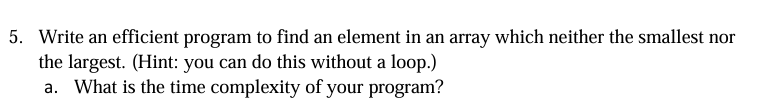 5. Write an efficient program to find an element in an array which neither the smallest nor
the largest. (Hint: you can do this without a loop.)
a. What is the time complexity of your program?